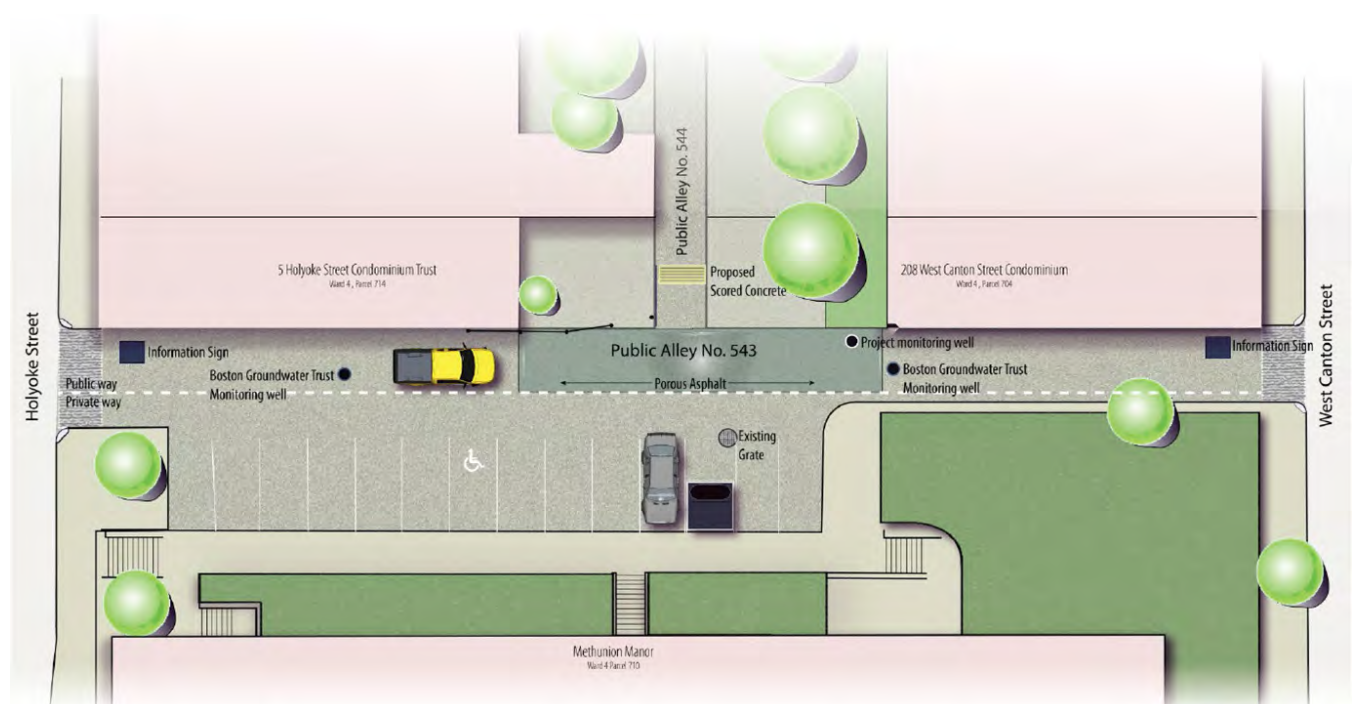 Public Alley No. 544
5 Holyoke Street Condominium Trust
Ward 4 , Parcel 714
Proposed
Scored Concrete
208 West Canton Street Condominium
Ward 4 , Parcel 704
Holyoke Street
West Canton Street
Information Sign
Public Alley No. 543
Project monitoring well
Information Sign
Boston Groundwater Trust
Monitoring well
Boston Groundwater Trust
Monitoring well
Public way
Private way
Porous Asphalt
Existing
Grate
Methunion Manor
Ward 4 Parcel 710